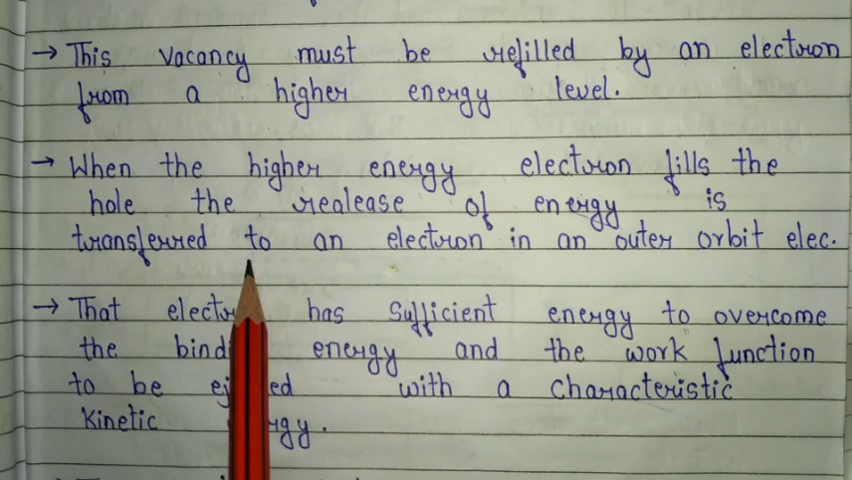 → This vacancy must be refilled by an electron
from a higher energy level.
→ When the higher energy electron fills the
hole the realease of energy is
transferred to an electron in an outer orbit elec.
→ That has sufficient energy to overcome
the energy and the work function
to be with a characteristic
Kinetic .